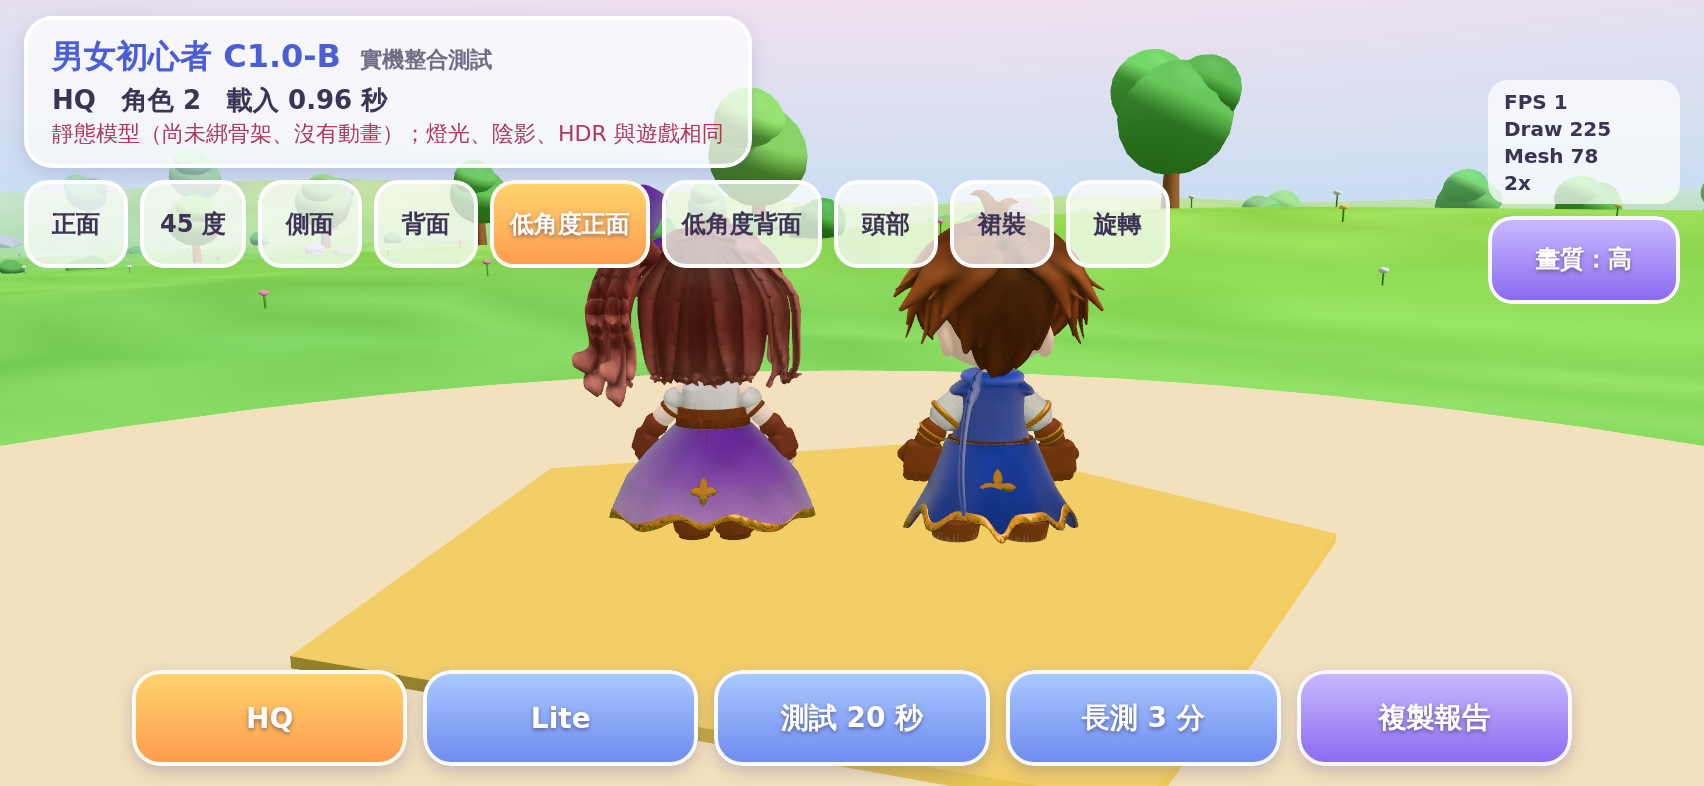 男女初心者 C1.0-B 實機整合測試
HQ 角色 2 載入 0.96 秒
靜態模型（尚未綁骨架、沒有動畫）；燈光、陰影、HDR 與遊戲相同
FPS 1
Draw 225
Mesh 78
2x
正面 45 度 側面 背面 低角度正面 低角度背面 頭部 裙裝 旋轉
畫質：高
HQ Lite 測試 20 秒 長測 3 分 複製報告